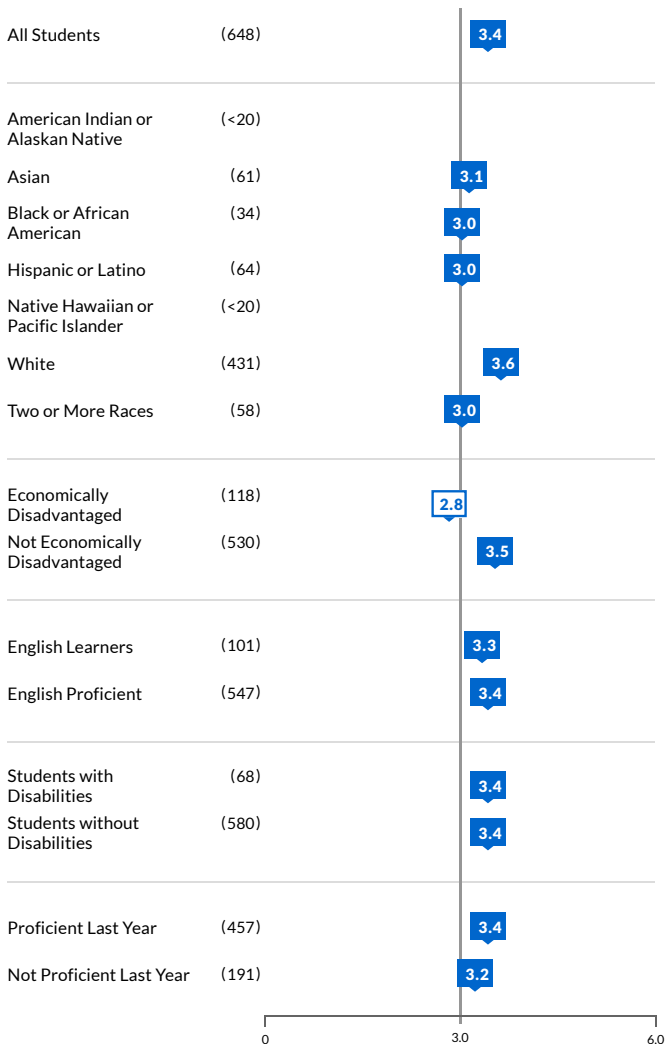 All Students (648) 3.4
American Indian or (<20)
Alaskan Native
Asian (61) 3.1
Black or African (34) 3.0
American
Hispanic or Latino (64) 3.0
Native Hawaiian or (<20)
Pacific Islander
White (431) 3.6
Two or More Races (58) 3.0
Economically (118) 2.8
Disadvantaged
Not Economically (530) 3.5
Disadvantaged
English Learners (101) 3.3
English Proficient (547) 3.4
Students with (68) 3.4
Disabilities
Students without (580) 3.4
Disabilities
Proficient Last Year (457) 3.4
Not Proficient Last Year (191) 3.2
0 3.0 6.0